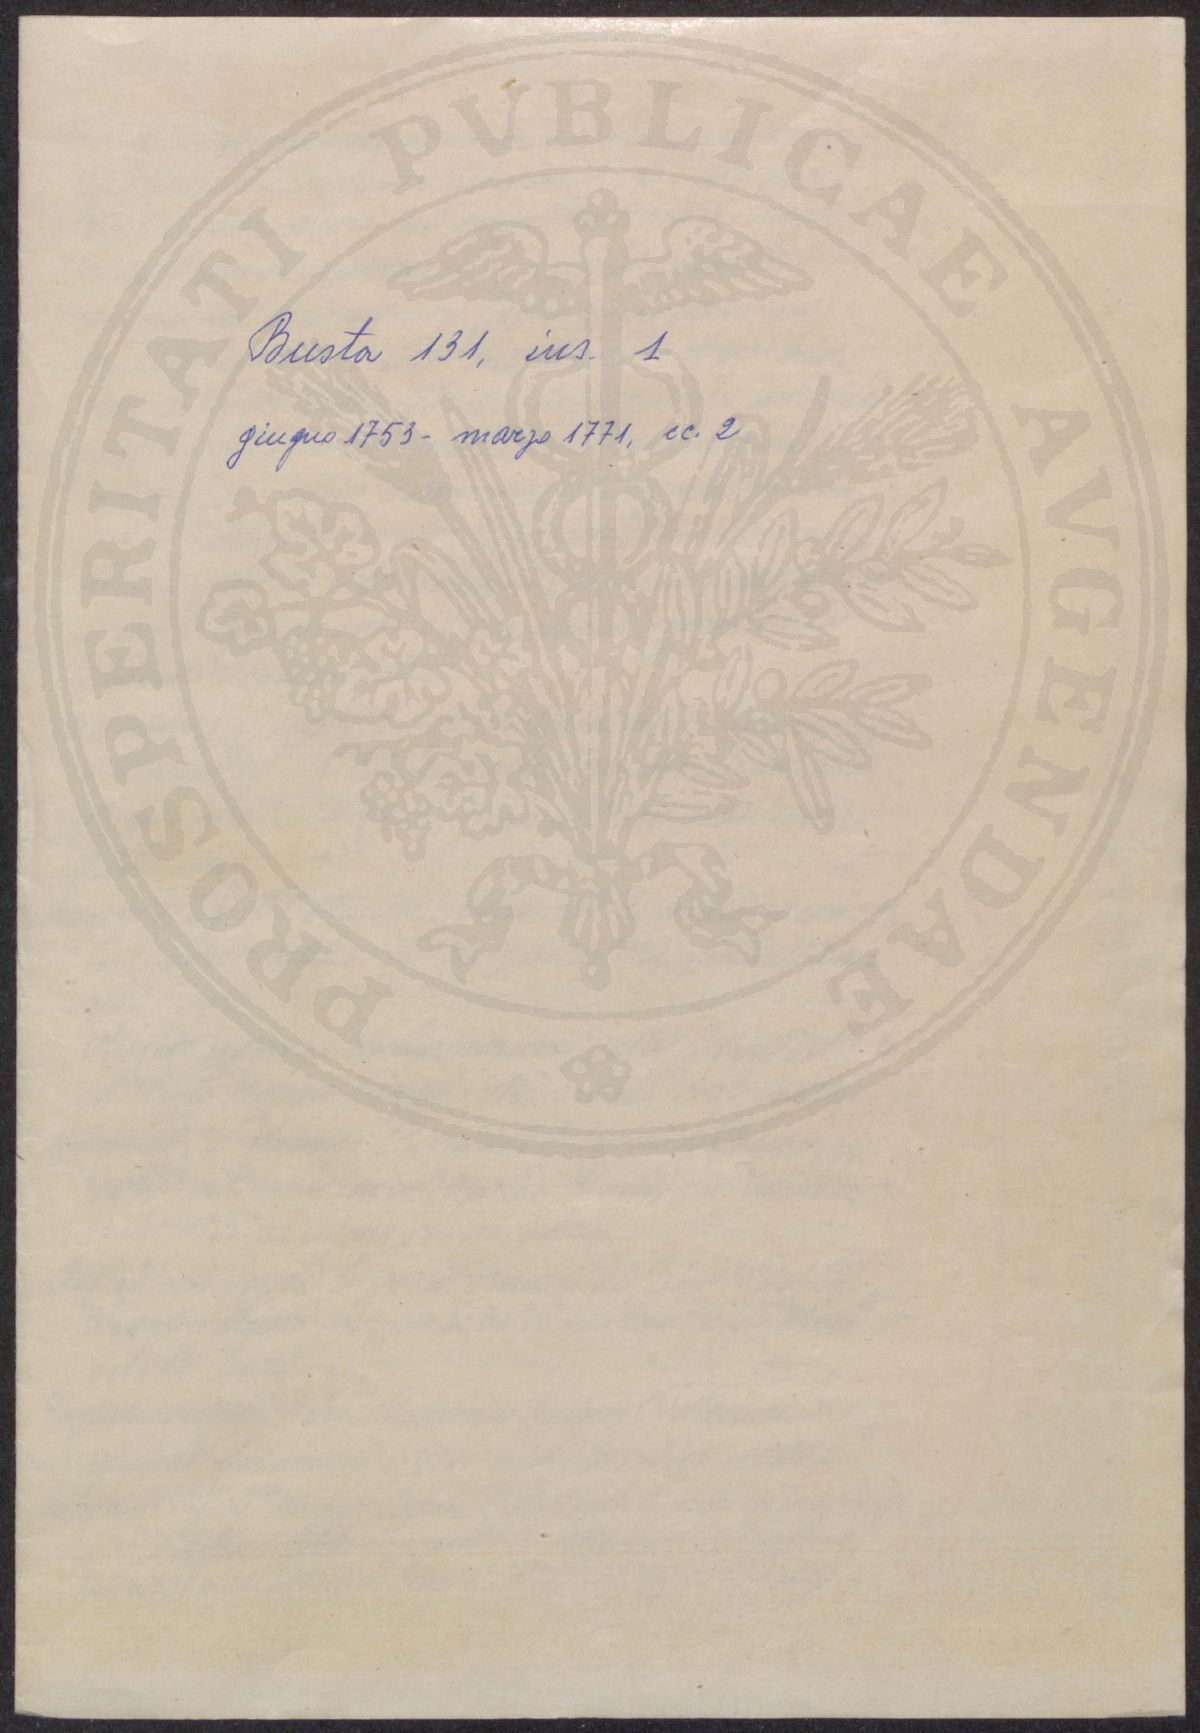 Busta 131, ins. 1
giugno 1753 - marzo 1771, cc. 2
PROSPERITATI PVBLICAE AVGENDAE